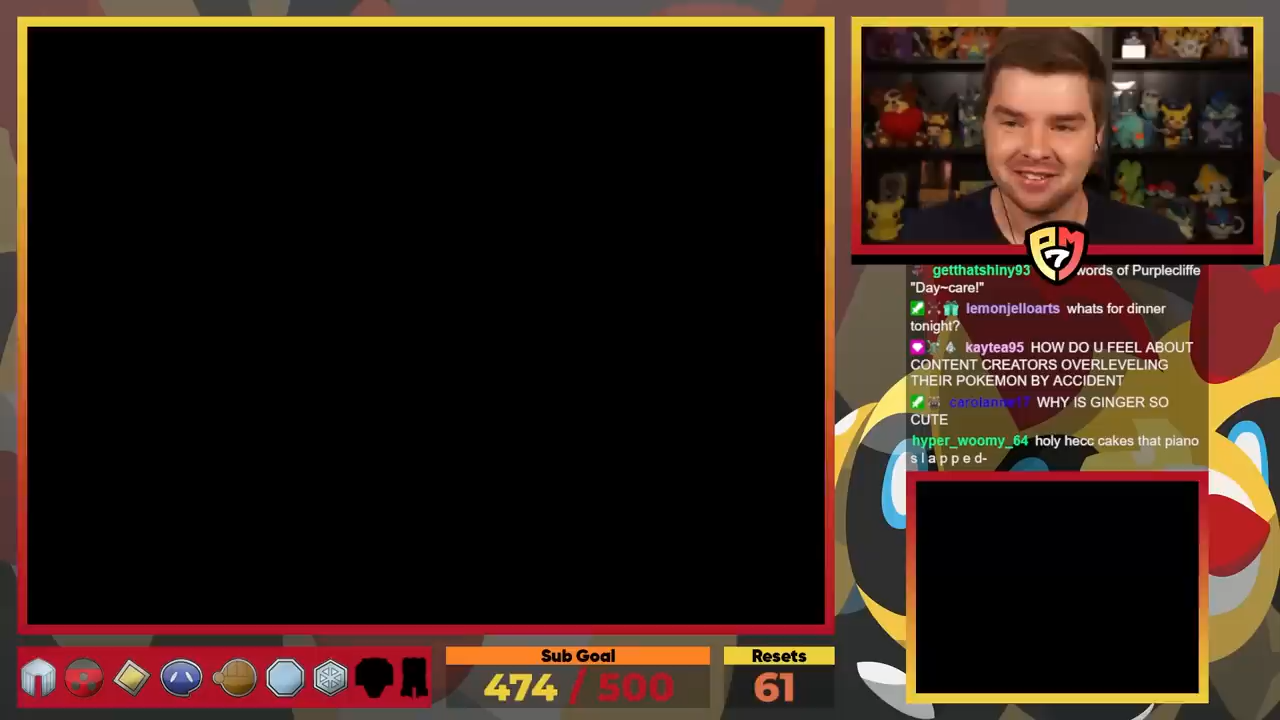 PM
7
getthatshiny93 words of Purplecliffe
"Day~care!"
lemonjelloarts whats for dinner
tonight?
kaytea95 HOW DO U FEEL ABOUT
CONTENT CREATORS OVERLEVELING
THEIR POKEMON BY ACCIDENT
WHY IS GINGER SO
CUTE
hyper_woomy_64 holy hecc cakes that piano
s l a p p e d-
Sub Goal
474 / 500
Resets
61